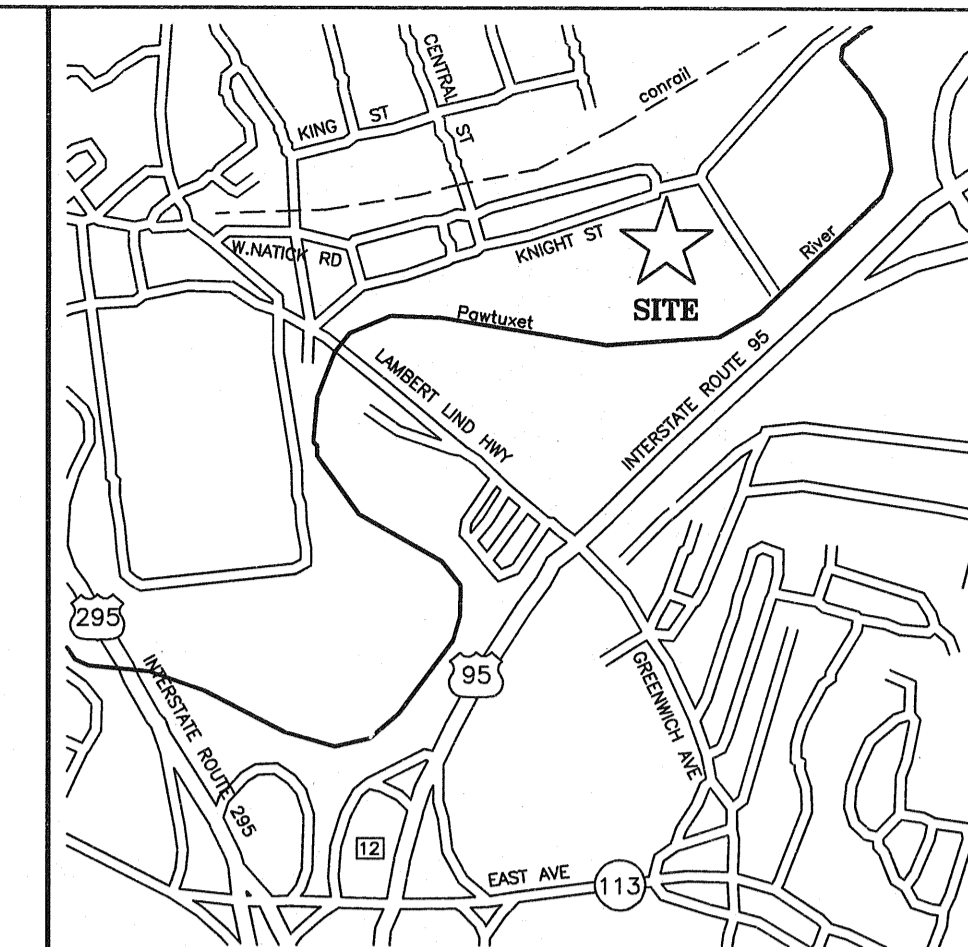 CENTRAL ST
conrail
KING ST
W.NATICK RD
KNIGHT ST
River
SITE
Pawtuxet
LAMBERT LIND HWY
INTERSTATE ROUTE 95
295
95
INTERSTATE ROUTE 295
GREENWICH AVE
12
EAST AVE
113